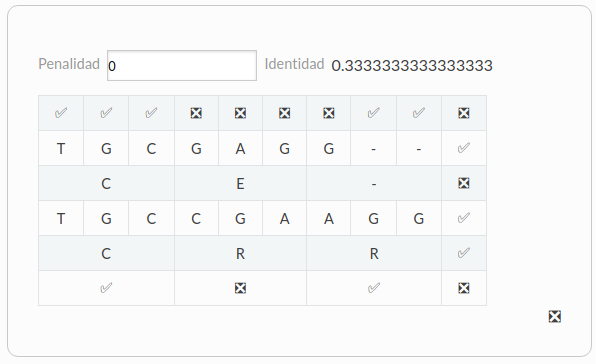 Penalidad 0 Identidad 0.3333333333333333
✅ ✅ ✅ ❎ ❎ ❎ ❎ ✅ ✅ ❎
T G C G A G G - - ✅
C E - ❎
T G C C G A A G G ✅
C R R ✅
✅ ❎ ✅ ❎
❎